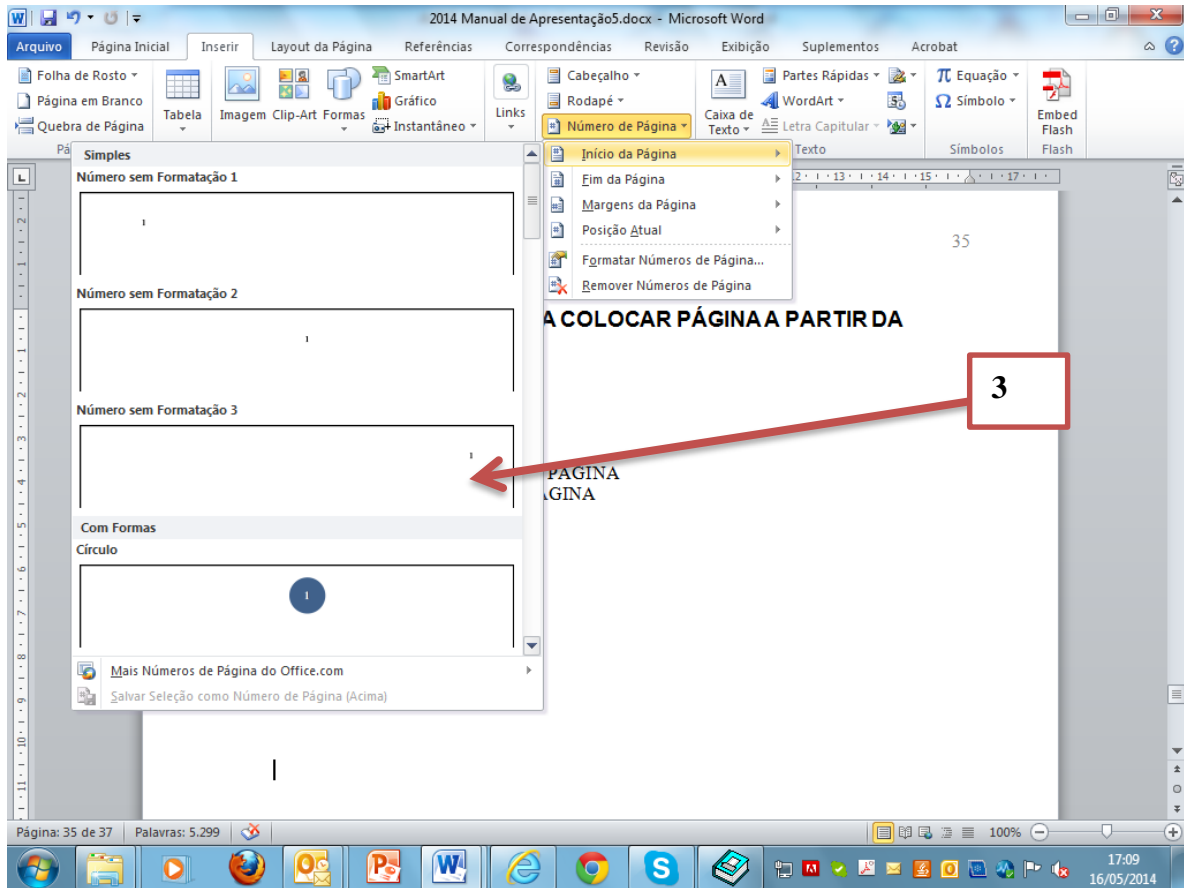 2014 Manual de Apresentação5.docx - Microsoft Word
Arquivo Página Inicial Inserir Layout da Página Referências Correspondências Revisão Exibição Suplementos Acrobat
Folha de Rosto
Página em Branco
Quebra de Página
Tabela
Imagem
Clip-Art
Formas
SmartArt
Gráfico
Instantâneo
Links
Cabeçalho
Rodapé
Número de Página
Caixa de Texto
Partes Rápidas
WordArt
Letra Capitular
Equação
Símbolo
Embed Flash
Pá
Texto
Símbolos
Flash
Início da Página
Fim da Página
Margens da Página
Posição Atual
Formatar Números de Página...
Remover Números de Página
Simples
Número sem Formatação 1
1
Número sem Formatação 2
1
Número sem Formatação 3
1
Com Formas
Círculo
1
Mais Números de Página do Office.com
Salvar Seleção como Número de Página (Acima)
35
A COLOCAR PÁGINA A PARTIR DA
3
PÁGINA
ÁGINA
Página: 35 de 37 Palavras: 5.299 100%
17:09
16/05/2014